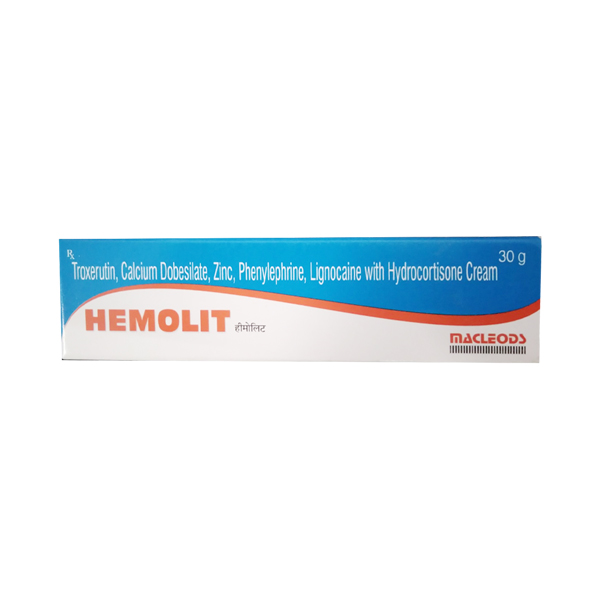 Rx
Troxerutin, Calcium Dobesilate, Zinc, Phenylephrine, Lignocaine with Hydrocortisone Cream
30 g
HEMOLIT हीमोलिट
MACLEODS